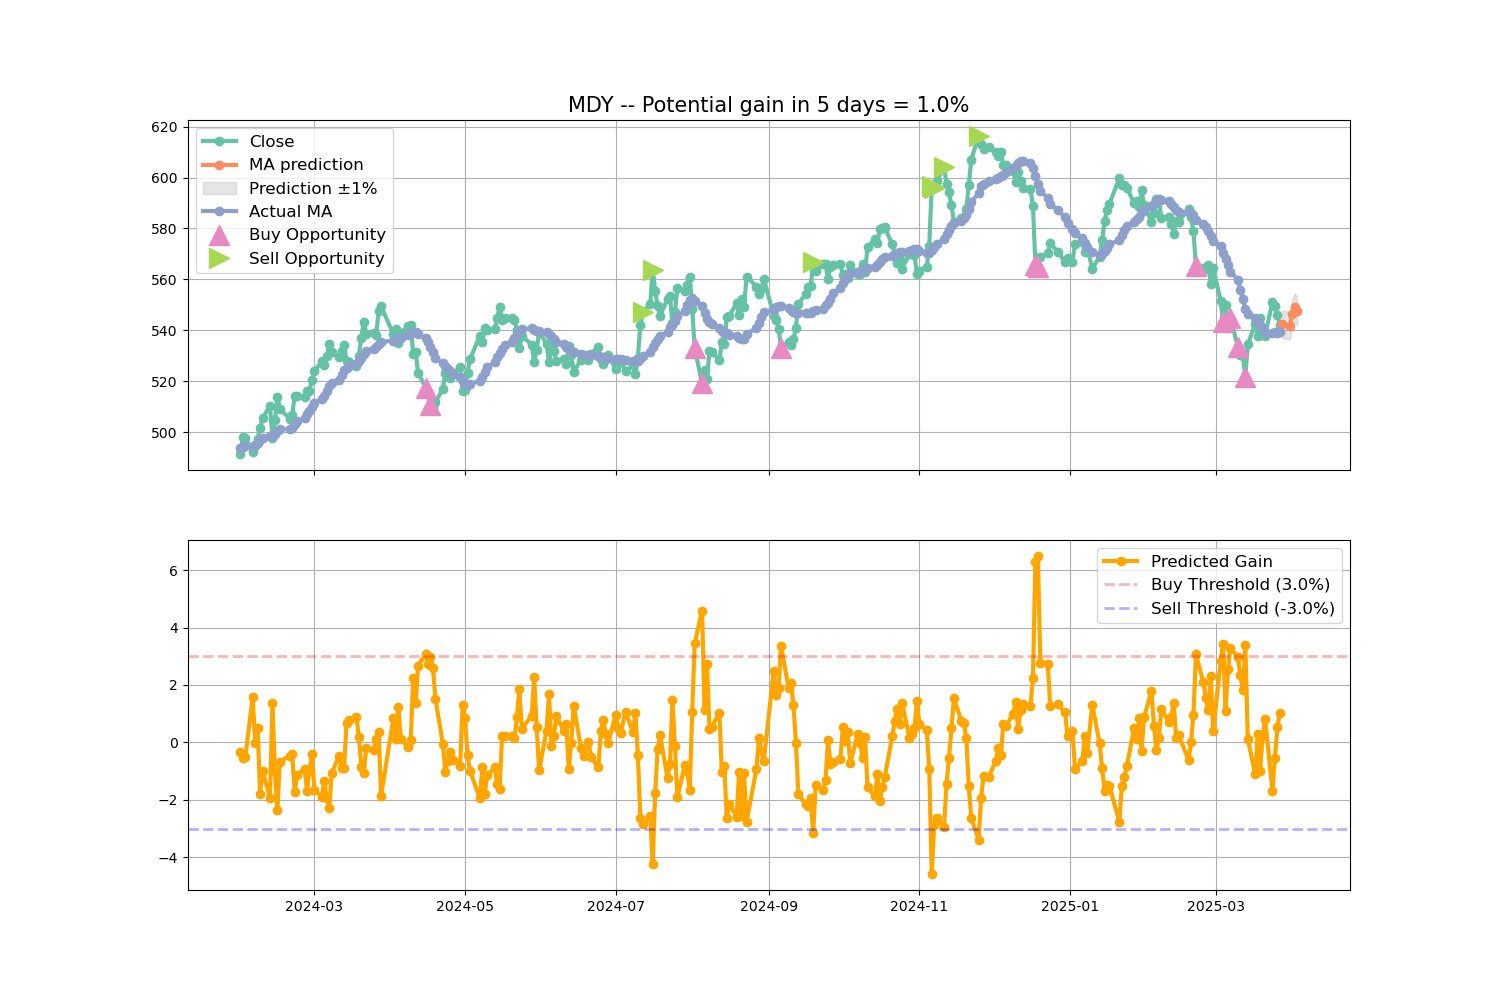 MDY -- Potential gain in 5 days = 1.0%
620
600
580
560
540
520
500
Close
MA prediction
Prediction ±1%
Actual MA
Buy Opportunity
Sell Opportunity
6
4
2
0
−2
−4
Predicted Gain
Buy Threshold (3.0%)
Sell Threshold (-3.0%)
2024-03
2024-05
2024-07
2024-09
2024-11
2025-01
2025-03